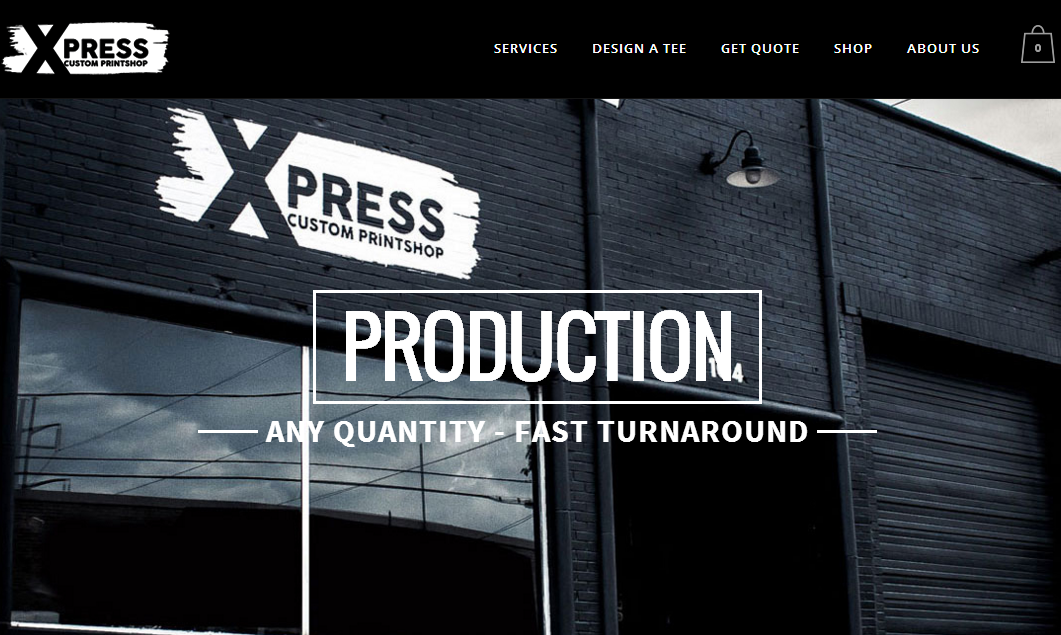 XPRESS
CUSTOM PRINTSHOP
SERVICES DESIGN A TEE GET QUOTE SHOP ABOUT US 0
XPRESS
CUSTOM PRINTSHOP
PRODUCTION
ANY QUANTITY - FAST TURNAROUND